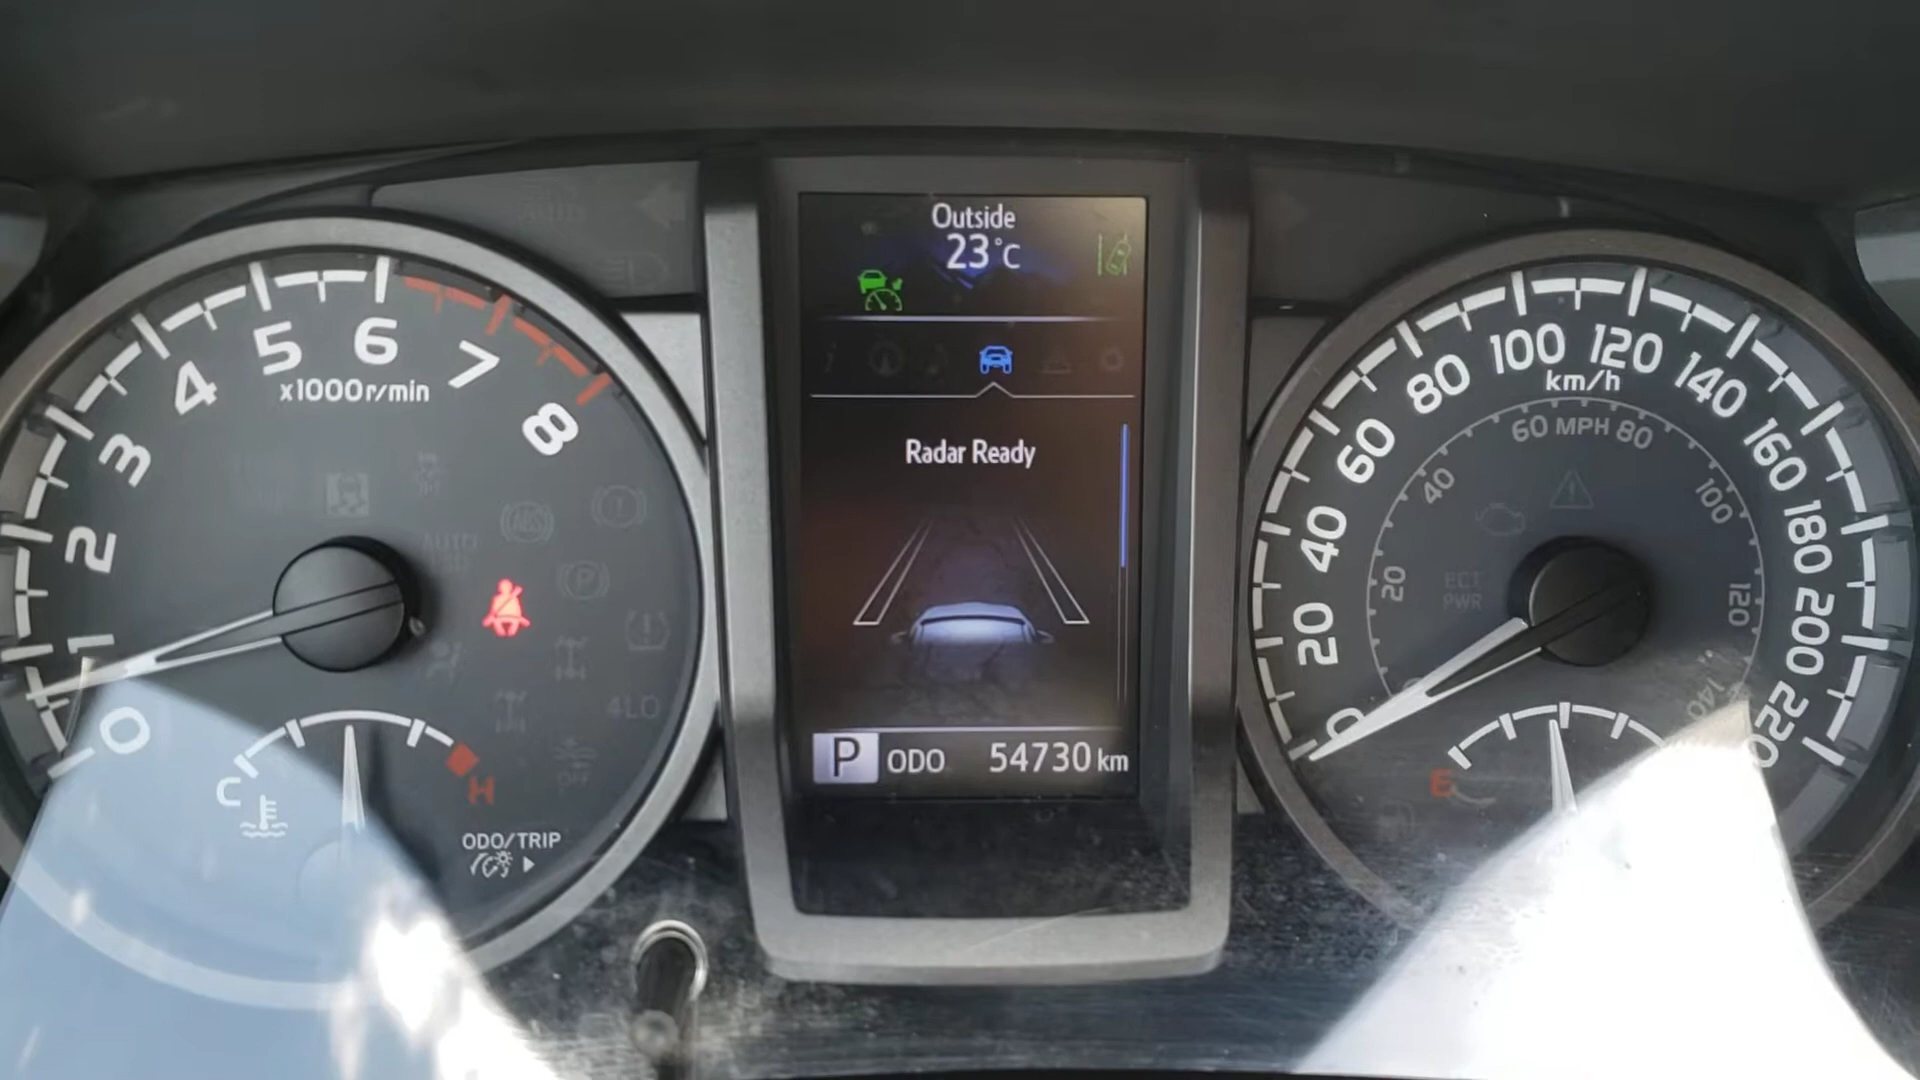 Outside
23°C
Radar Ready
P ODO 54730 km
0 1 2 3 4 5 6 7 8
x1000r/min
ABS
P
4LO
OFF
C H
ODO/TRIP
0 20 40 60 80 100 120 140 160 180 200 220
km/h
20 40 60 MPH 80 100 120 140
ECT
PWR
E